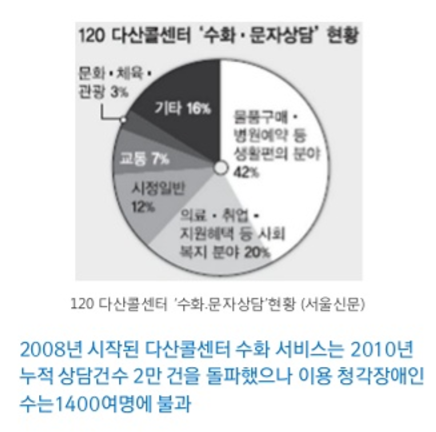 120 다산콜센터 '수화·문자상담' 현황
문화·체육·
관광 3%
기타 16%
물품구매·
병원예약 등
생활편의 분야
42%
교통 7%
시정일반
12%
의료·취업·
지원혜택 등 사회
복지 분야 20%
120 다산콜센터 '수화.문자상담'현황 (서울신문)
2008년 시작된 다산콜센터 수화 서비스는 2010년
누적 상담건수 2만 건을 돌파했으나 이용 청각장애인
수는1400여명에 불과